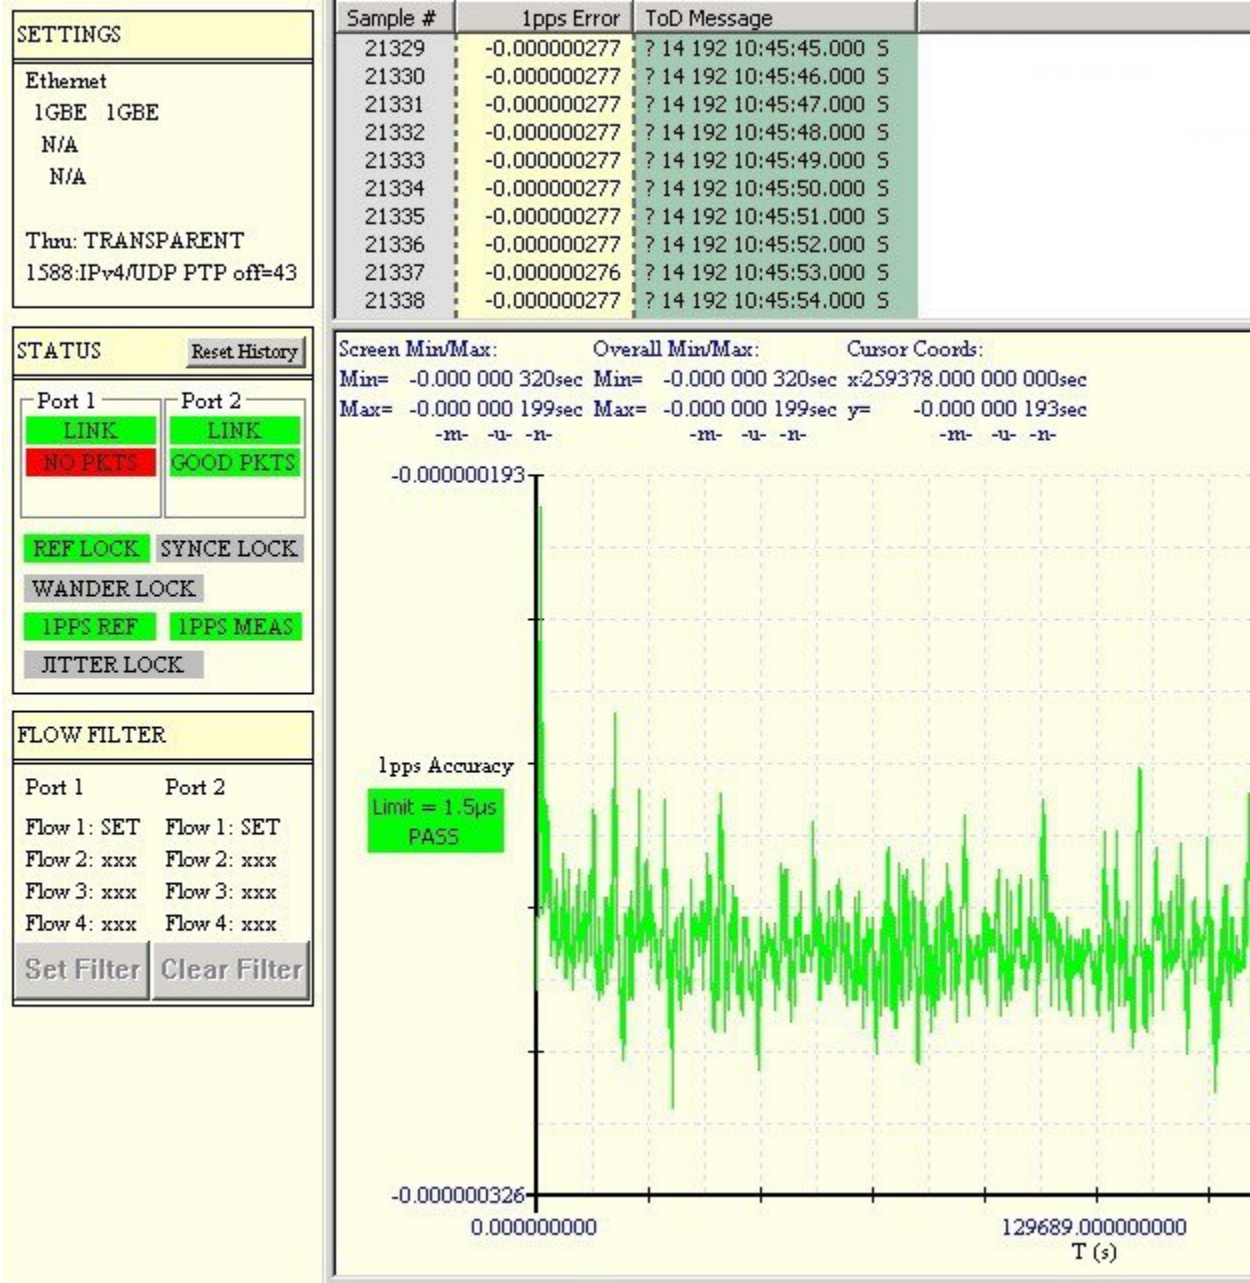 SETTINGS
Ethernet
1GBE 1GBE
N/A
N/A
Thru: TRANSPARENT
1588:IPv4/UDP PTP off=43
STATUS Reset History
Port 1 Port 2
LINK LINK
NO PKTS GOOD PKTS
REF LOCK SYNCE LOCK
WANDER LOCK
1PPS REF 1PPS MEAS
JITTER LOCK
FLOW FILTER
Port 1 Port 2
Flow 1: SET Flow 1: SET
Flow 2: xxx Flow 2: xxx
Flow 3: xxx Flow 3: xxx
Flow 4: xxx Flow 4: xxx
Set Filter Clear Filter
Sample # 1pps Error ToD Message
21329 -0.000000277 ? 14 192 10:45:45.000 S
21330 -0.000000277 ? 14 192 10:45:46.000 S
21331 -0.000000277 ? 14 192 10:45:47.000 S
21332 -0.000000277 ? 14 192 10:45:48.000 S
21333 -0.000000277 ? 14 192 10:45:49.000 S
21334 -0.000000277 ? 14 192 10:45:50.000 S
21335 -0.000000277 ? 14 192 10:45:51.000 S
21336 -0.000000277 ? 14 192 10:45:52.000 S
21337 -0.000000276 ? 14 192 10:45:53.000 S
21338 -0.000000277 ? 14 192 10:45:54.000 S
Screen Min/Max: Overall Min/Max: Cursor Coords:
Min= -0.000 000 320sec Min= -0.000 000 320sec x=259378.000 000 000sec
Max= -0.000 000 199sec Max= -0.000 000 199sec y= -0.000 000 193sec
-m- -u- -n- -m- -u- -n- -m- -u- -n-
-0.000000193
1pps Accuracy
Limit = 1.5µs
PASS
-0.000000326
0.000000000 129689.000000000
T (s)